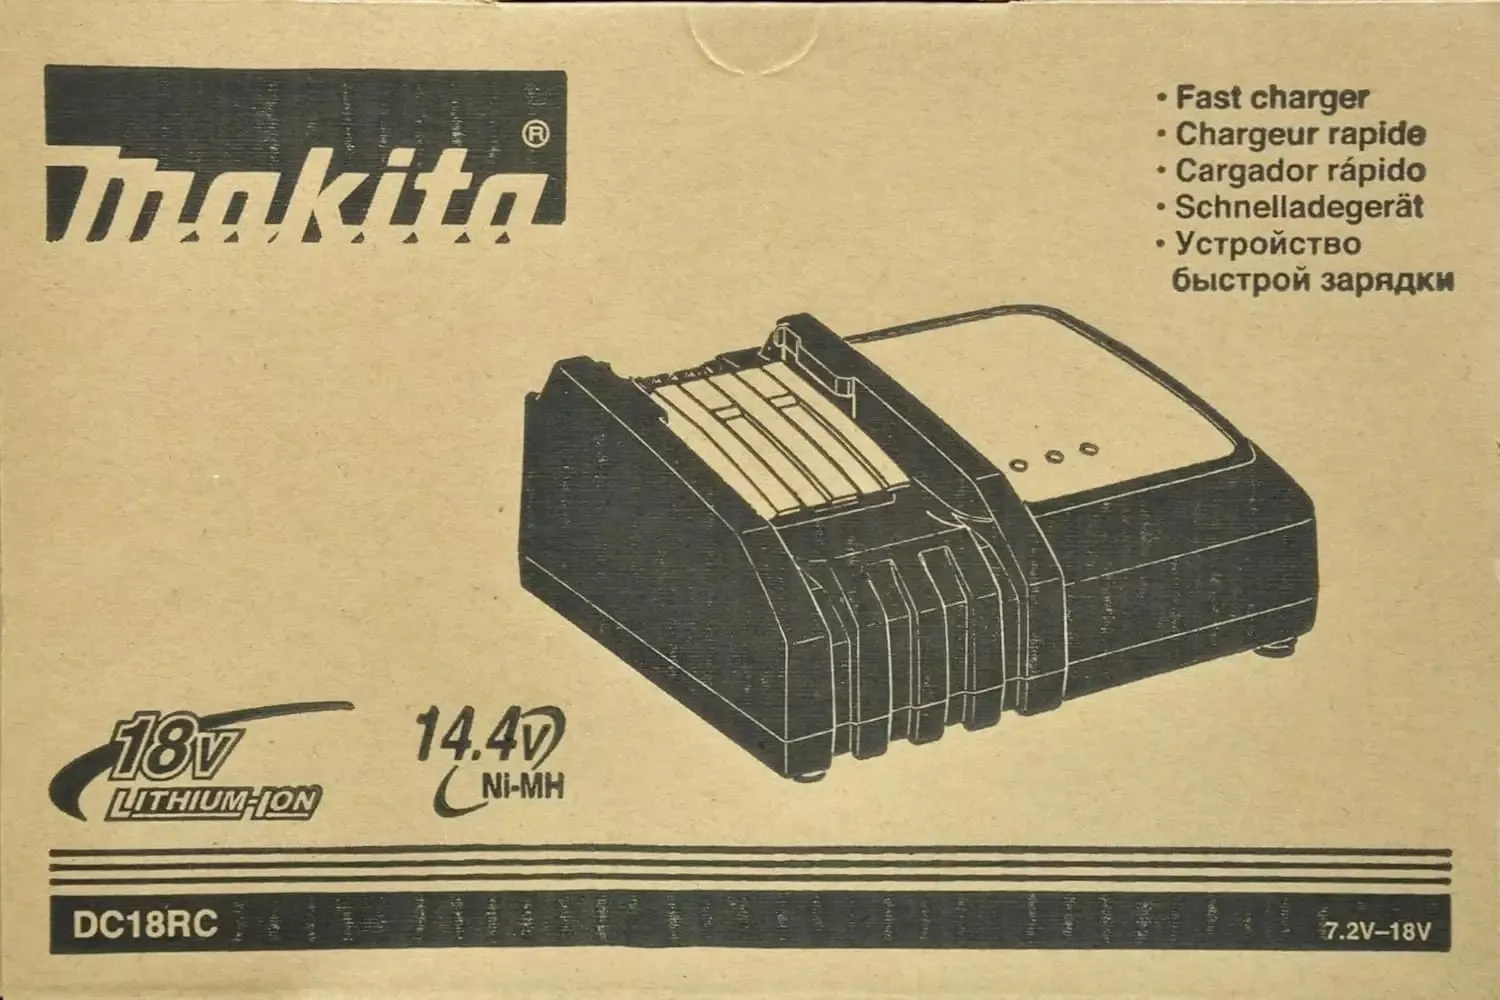 makita®
• Fast charger
• Chargeur rapide
• Cargador rápido
• Schnelladegerät
• Устройство
быстрой зарядки
18V
LITHIUM-ION
14.4V
Ni-MH
DC18RC
7.2V–18V